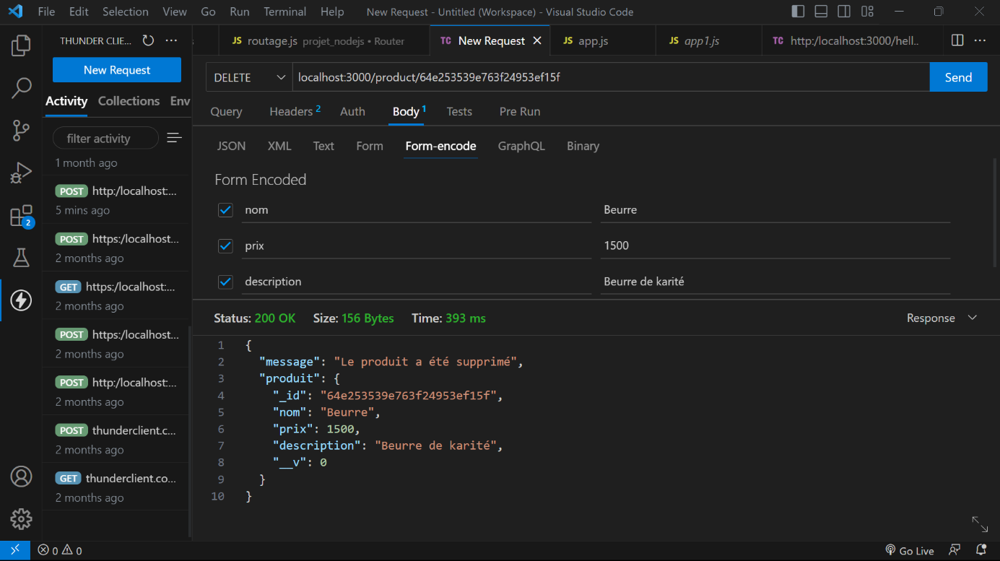 File Edit Selection View Go Run Terminal Help New Request - Untitled (Workspace) - Visual Studio Code
THUNDER CLIE... ···
JS routage.js projet_nodejs • Router TC New Request JS app.js JS app1.js TC http:/localhost:3000/hell.. ···
New Request
Activity Collections Env
filter activity
1 month ago
POST http:/localhost:...
5 mins ago
POST https:/localhost...
2 months ago
GET https:/localhost:...
2 months ago
POST https:/localhost...
2 months ago
POST http:/localhost:...
2 months ago
POST thunderclient.c...
2 months ago
GET thunderclient.co...
2 months ago
2
DELETE localhost:3000/product/64e253539e763f24953ef15f Send
Query Headers 2 Auth Body 1 Tests Pre Run
JSON XML Text Form Form-encode GraphQL Binary
Form Encoded
nom Beurre
prix 1500
description Beurre de karité
Status: 200 OK Size: 156 Bytes Time: 393 ms Response
1 {
2 "message": "Le produit a été supprimé",
3 "produit": {
4 "_id": "64e253539e763f24953ef15f",
5 "nom": "Beurre",
6 "prix": 1500,
7 "description": "Beurre de karité",
8 "__v": 0
9 }
10 }
0 0 Go Live